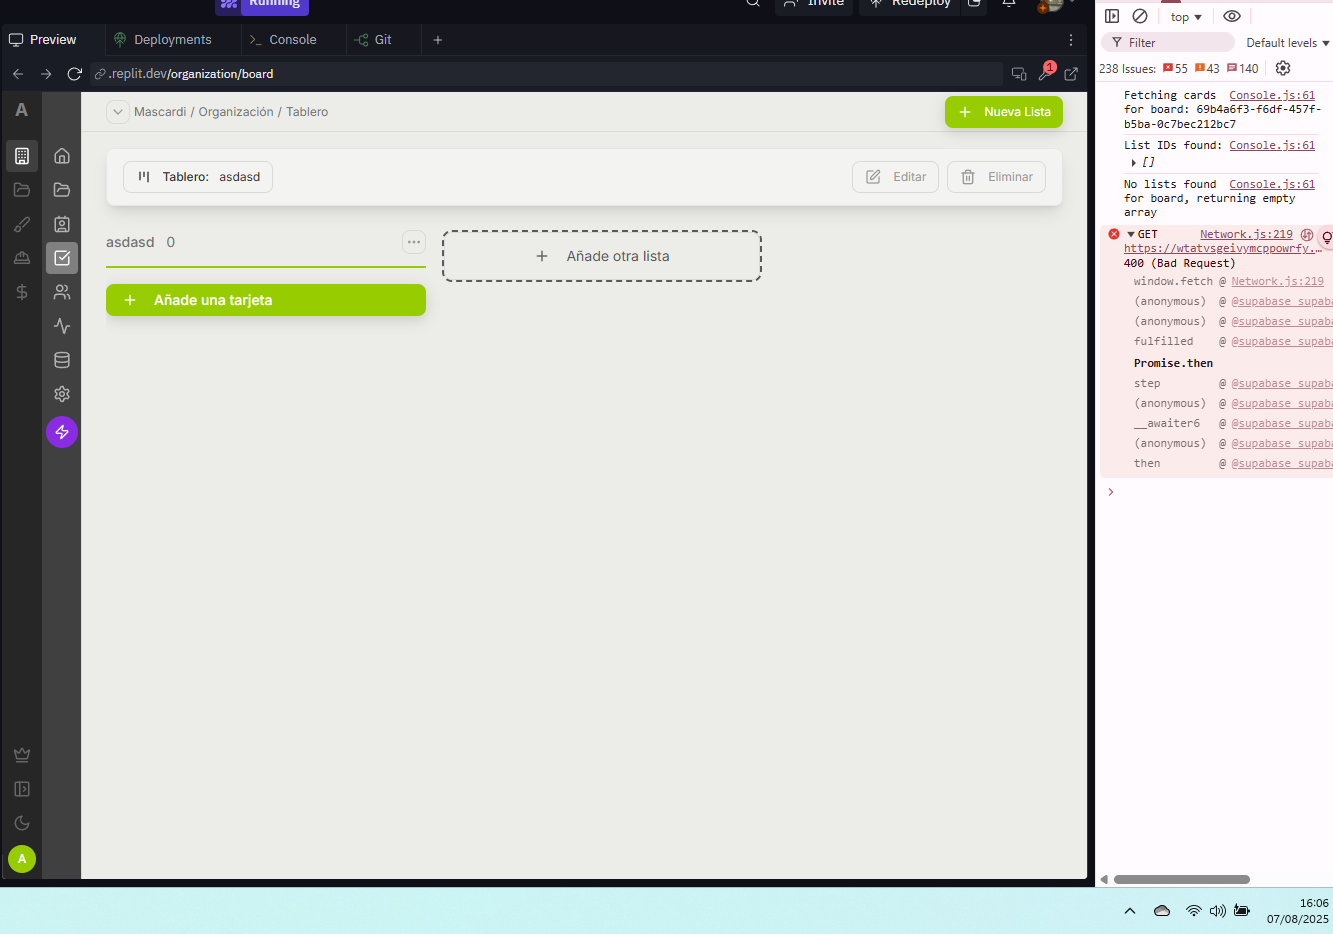 Running
Invite
Redeploy
Preview
Deployments
Console
Git
.replit.dev/organization/board
1
A
Mascardi / Organización / Tablero
Nueva Lista
Tablero: asdasd
Editar
Eliminar
asdasd 0
Añade otra lista
Añade una tarjeta
A
top
Filter
Default levels
238 Issues: 55 43 140
Fetching cards Console.js:61
for board: 69b4a6f3-f6df-457f-
b5ba-0c7bec212bc7
List IDs found: Console.js:61
[]
No lists found Console.js:61
for board, returning empty
array
GET Network.js:219
https://wtatvsgeivymcppowrfy.…
400 (Bad Request)
window.fetch @ Network.js:219
(anonymous) @ @supabase_supaba
(anonymous) @ @supabase_supaba
fulfilled @ @supabase_supaba
Promise.then
step @ @supabase_supaba
(anonymous) @ @supabase_supaba
__awaiter6 @ @supabase_supaba
(anonymous) @ @supabase_supaba
then @ @supabase_supaba
16:06
07/08/2025